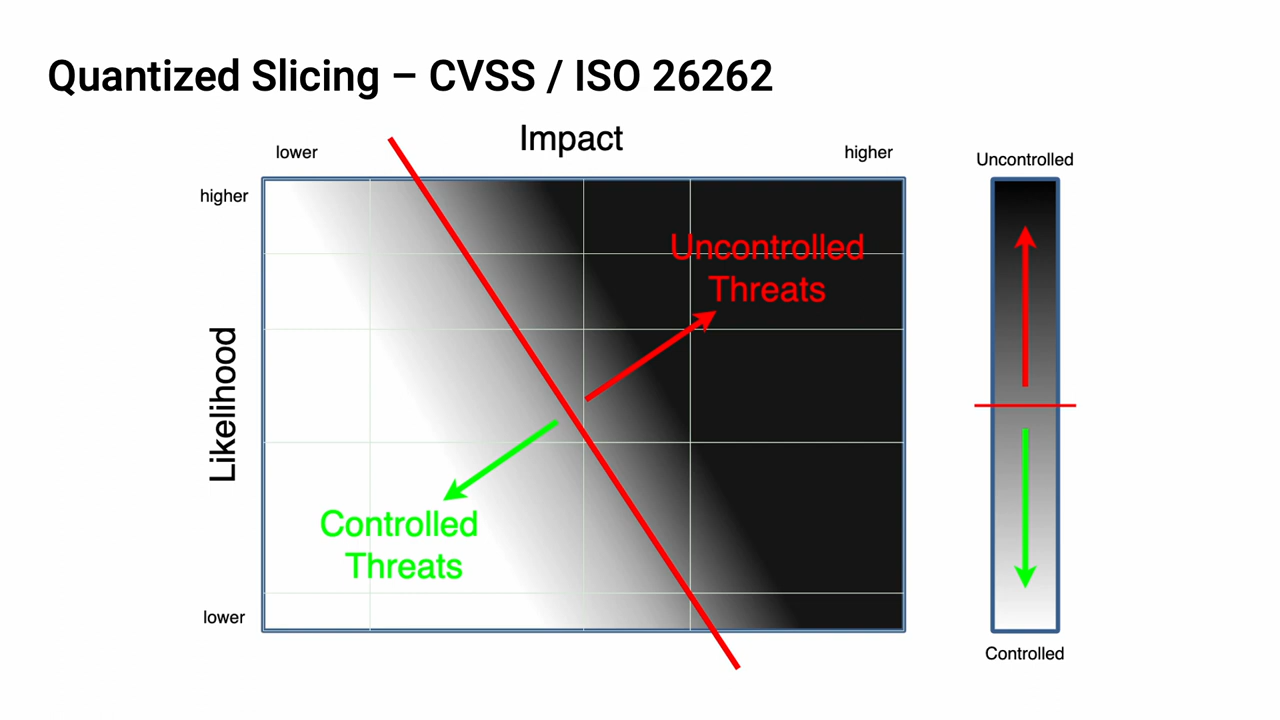 Quantized Slicing – CVSS / ISO 26262
Impact
lower
higher
Uncontrolled
higher
Uncontrolled
Threats
Likelihood
Controlled
Threats
lower
Controlled